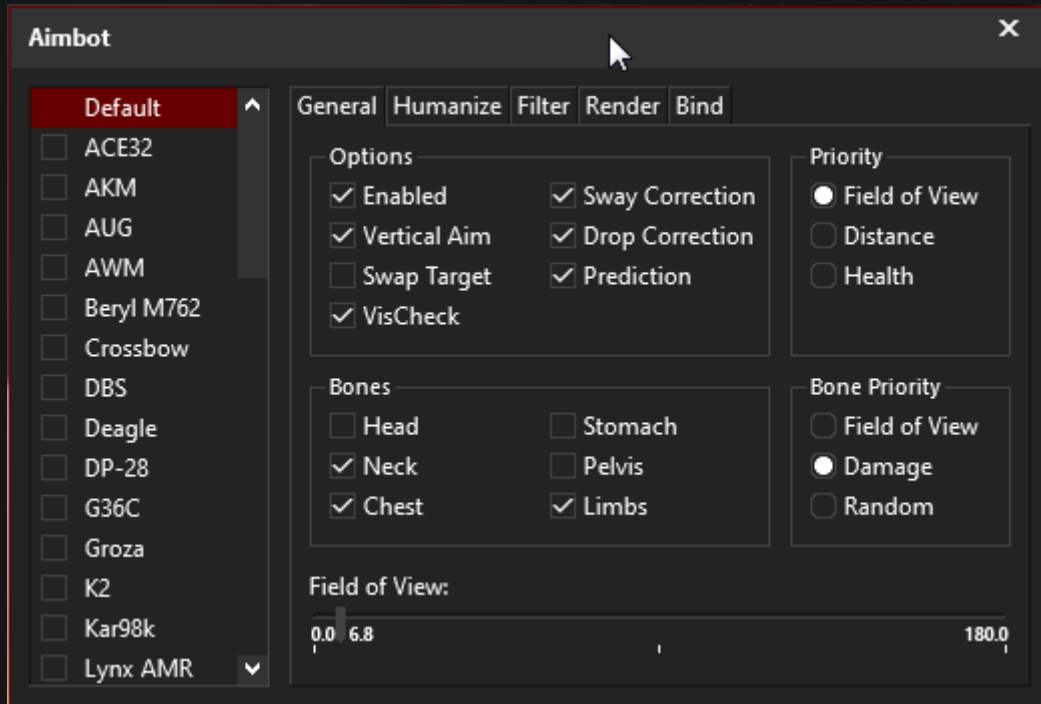 Aimbot
Default
ACE32
AKM
AUG
AWM
Beryl M762
Crossbow
DBS
Deagle
DP-28
G36C
Groza
K2
Kar98k
Lynx AMR
General Humanize Filter Render Bind
Options
Enabled Sway Correction
Vertical Aim Drop Correction
Swap Target Prediction
VisCheck
Priority
Field of View
Distance
Health
Bones
Head Stomach
Neck Pelvis
Chest Limbs
Bone Priority
Field of View
Damage
Random
Field of View:
0.0 6.8 180.0